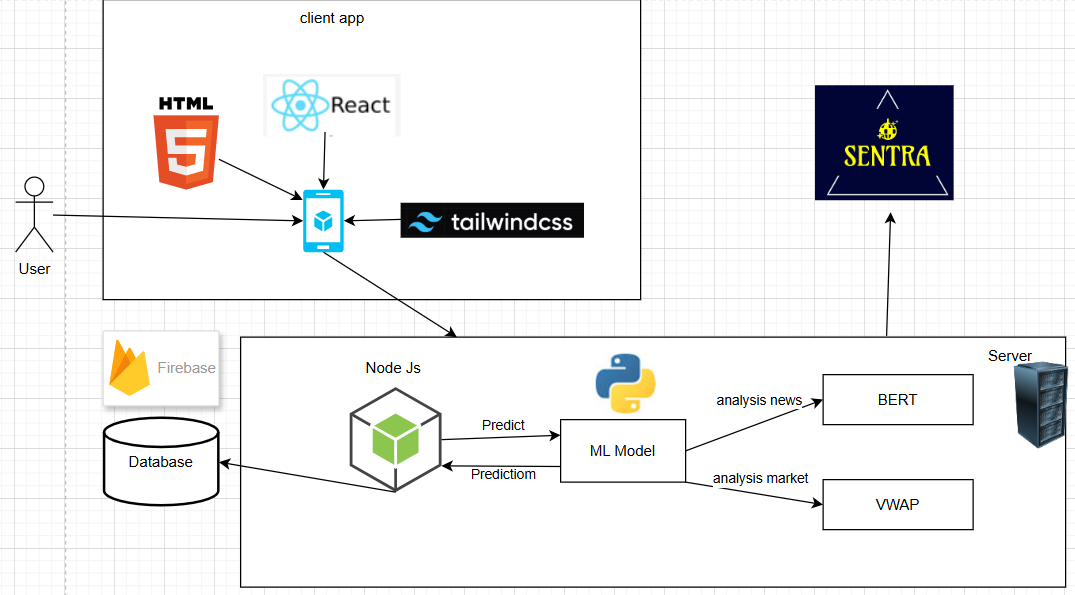 client app
HTML
5
React
tailwindcss
SENTRA
User
Firebase
Database
Server
Node Js
Predict
Predictiom
ML Model
analysis news
BERT
analysis market
VWAP